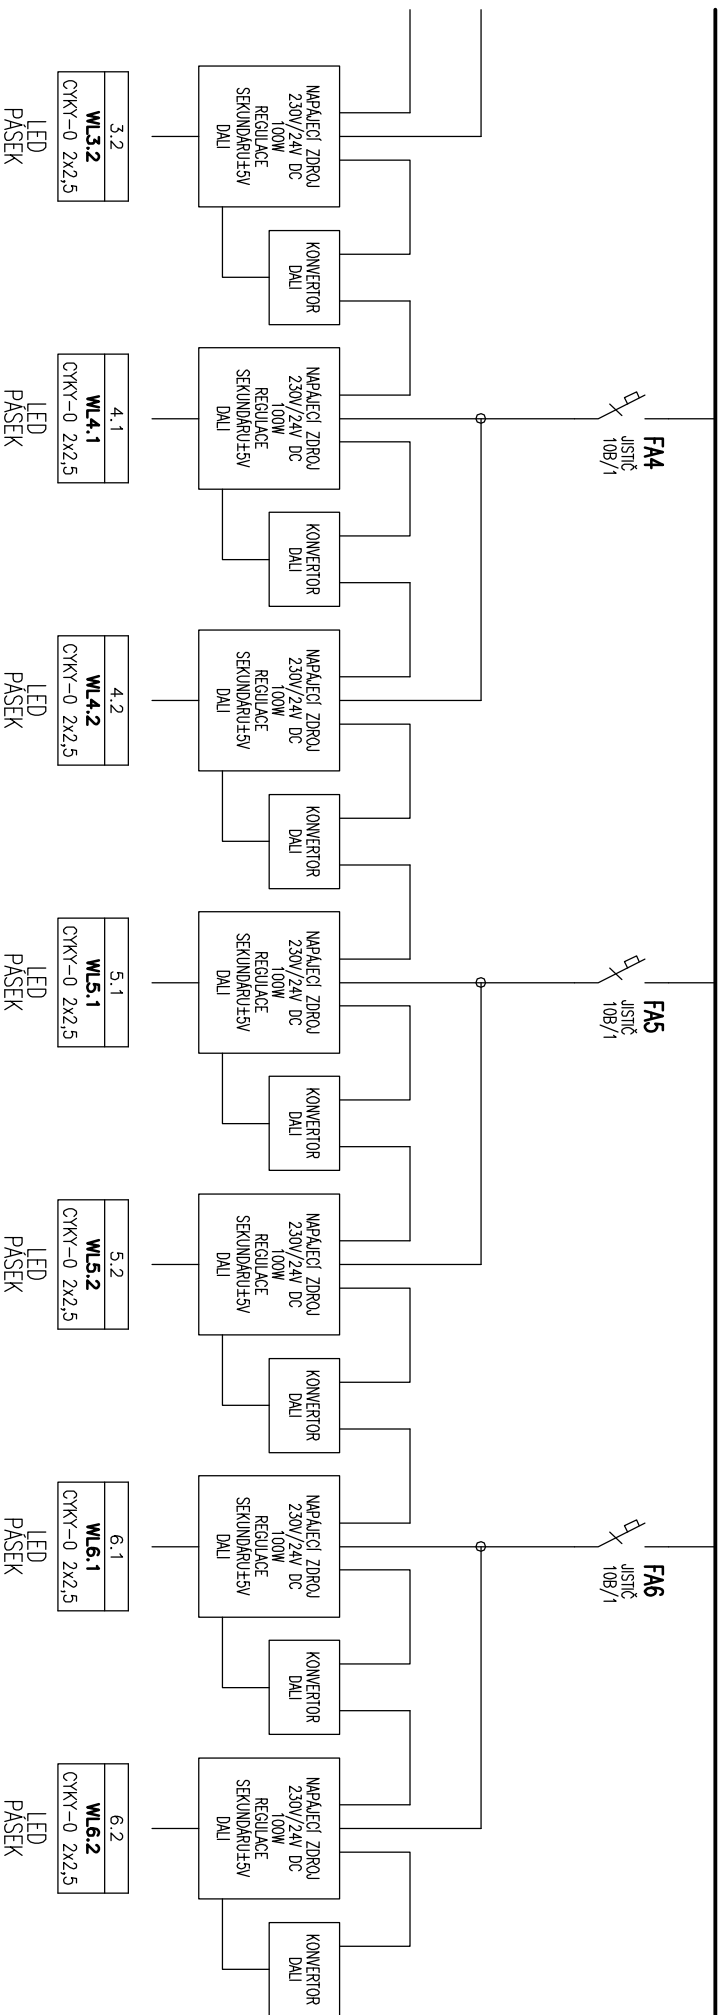 FA4
JISTIČ
10B/1
FA5
JISTIČ
10B/1
FA6
JISTIČ
10B/1
NAPÁJECÍ ZDROJ
230V/24V DC
100W
REGULACE
SEKUNDÁRU±5V
DALI
KONVERTOR
DALI
NAPÁJECÍ ZDROJ
230V/24V DC
100W
REGULACE
SEKUNDÁRU±5V
DALI
KONVERTOR
DALI
NAPÁJECÍ ZDROJ
230V/24V DC
100W
REGULACE
SEKUNDÁRU±5V
DALI
KONVERTOR
DALI
NAPÁJECÍ ZDROJ
230V/24V DC
100W
REGULACE
SEKUNDÁRU±5V
DALI
KONVERTOR
DALI
NAPÁJECÍ ZDROJ
230V/24V DC
100W
REGULACE
SEKUNDÁRU±5V
DALI
KONVERTOR
DALI
NAPÁJECÍ ZDROJ
230V/24V DC
100W
REGULACE
SEKUNDÁRU±5V
DALI
KONVERTOR
DALI
NAPÁJECÍ ZDROJ
230V/24V DC
100W
REGULACE
SEKUNDÁRU±5V
DALI
KONVERTOR
DALI
3.2
WL3.2
CYKY-O 2x2,5
LED
PÁSEK
4.1
WL4.1
CYKY-O 2x2,5
LED
PÁSEK
4.2
WL4.2
CYKY-O 2x2,5
LED
PÁSEK
5.1
WL5.1
CYKY-O 2x2,5
LED
PÁSEK
5.2
WL5.2
CYKY-O 2x2,5
LED
PÁSEK
6.1
WL6.1
CYKY-O 2x2,5
LED
PÁSEK
6.2
WL6.2
CYKY-O 2x2,5
LED
PÁSEK